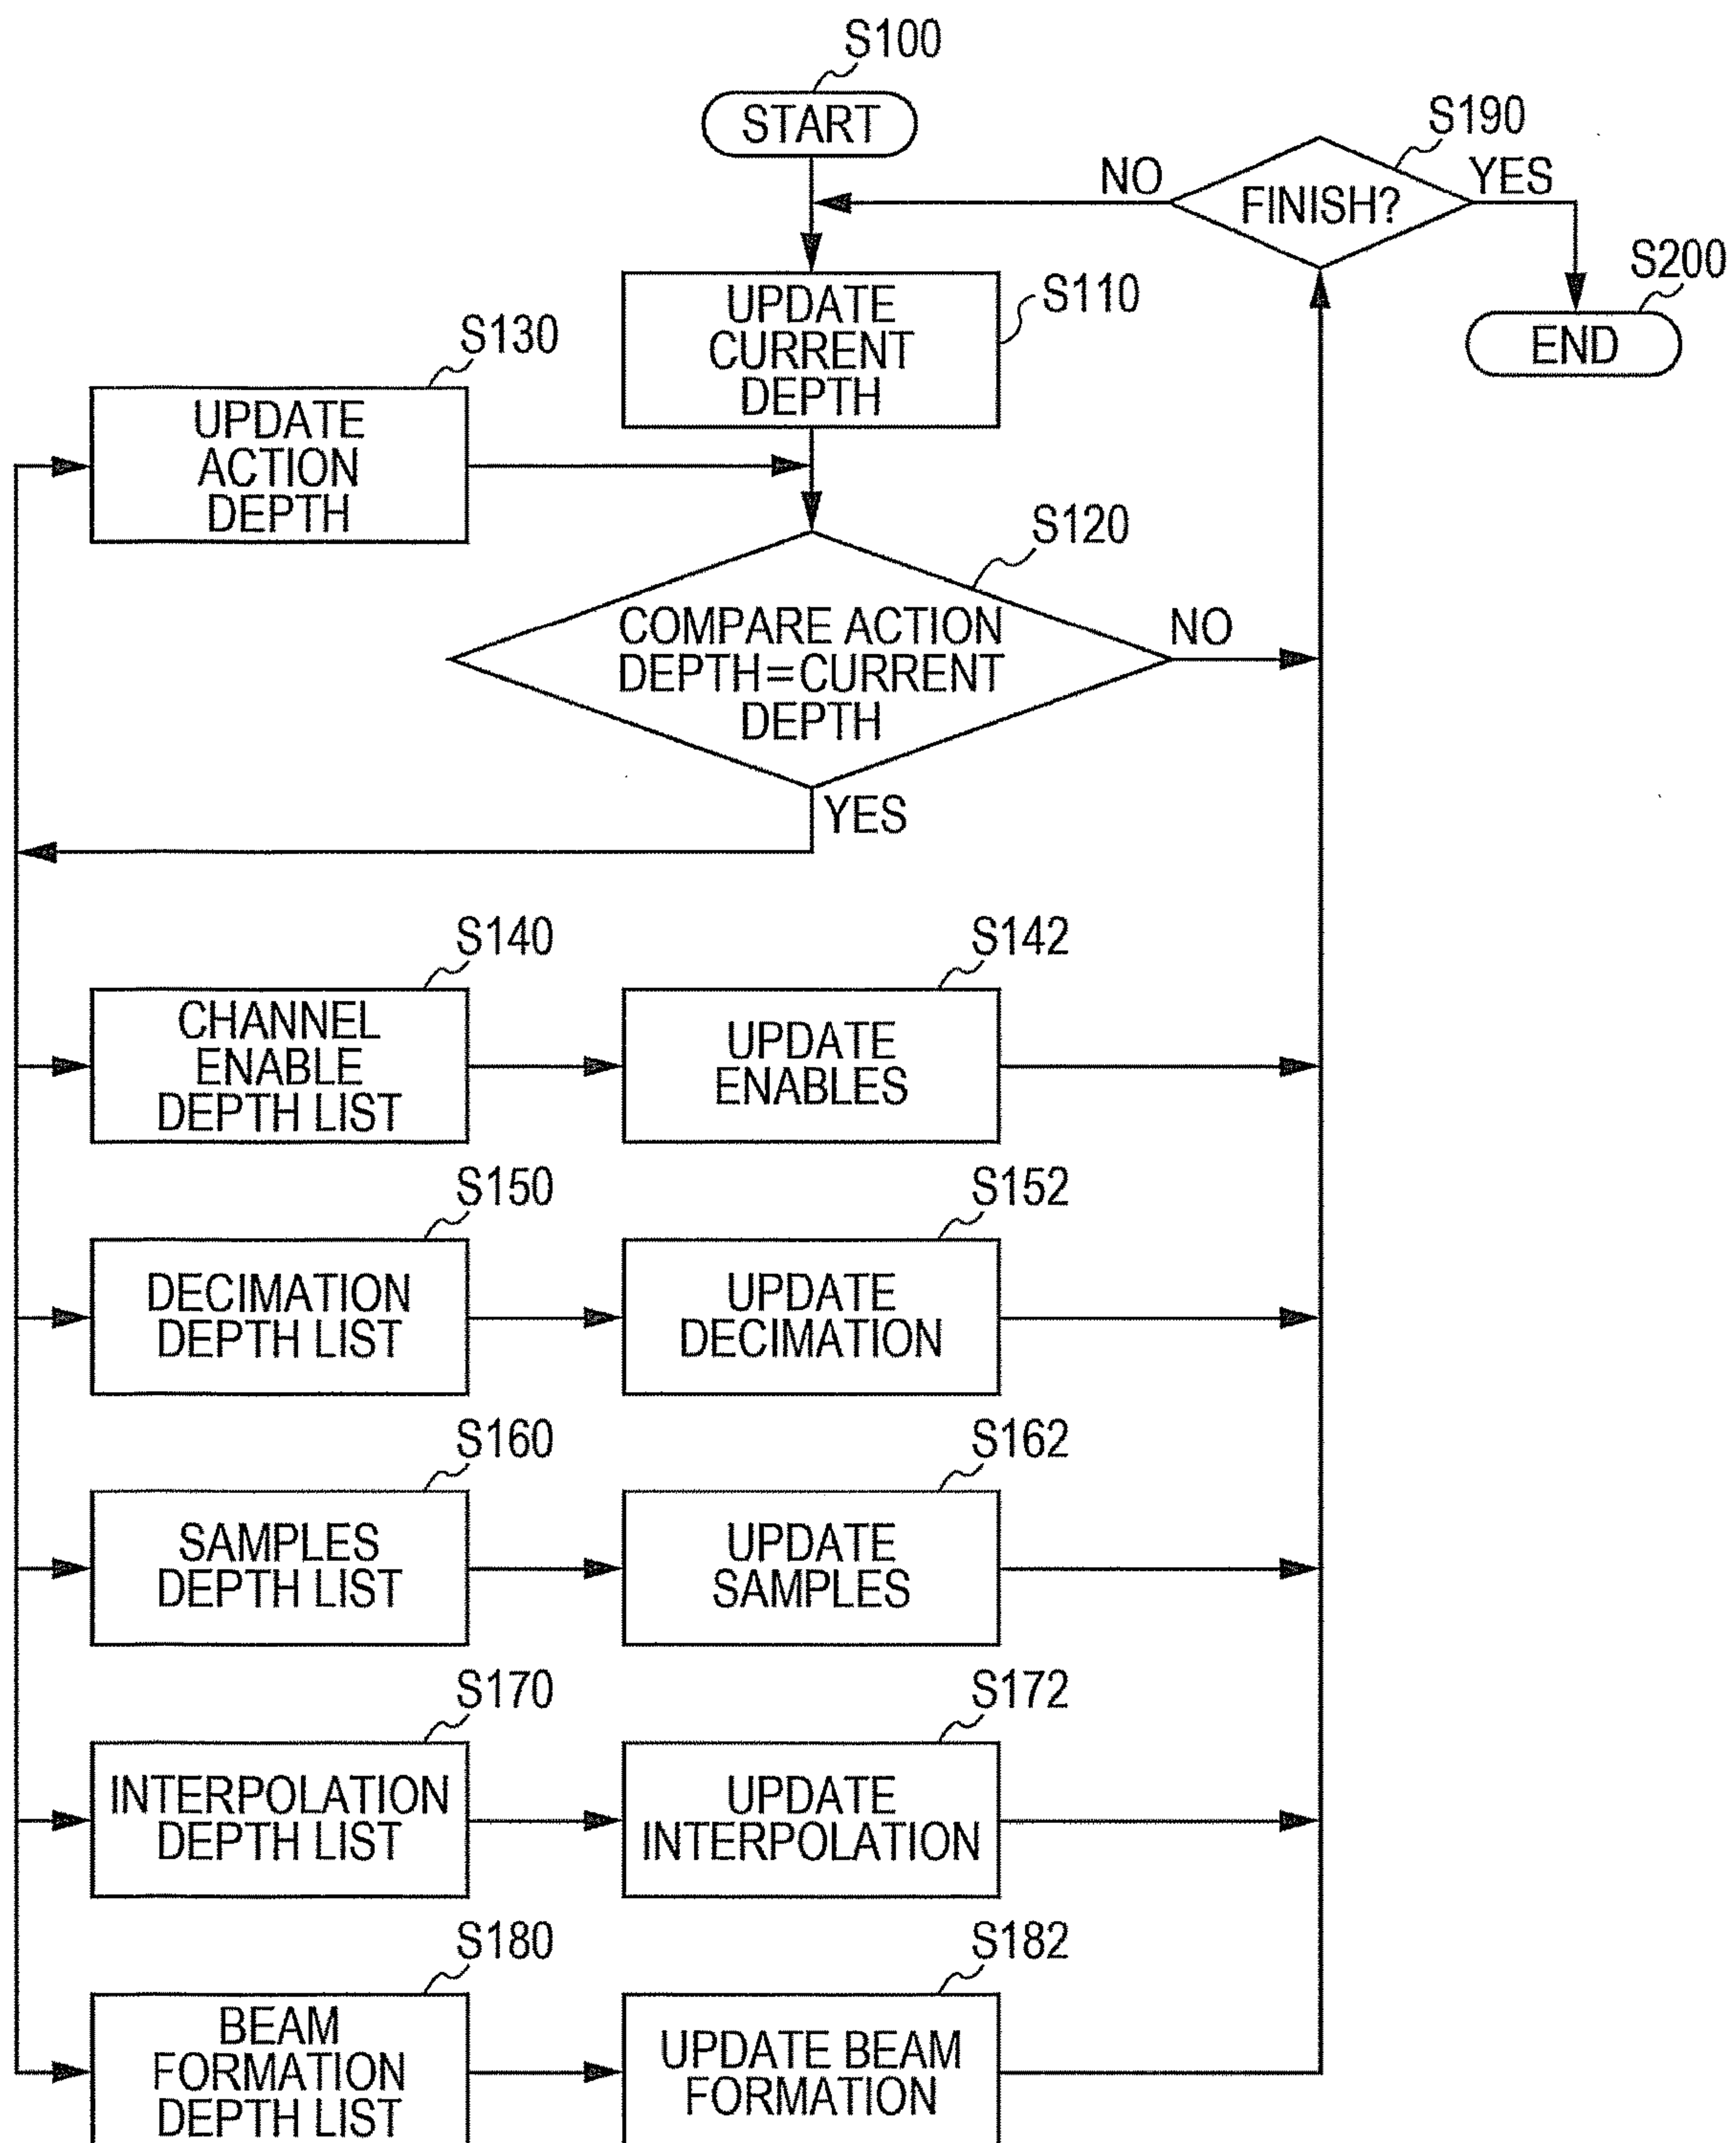 S100
START
S190
NO
FINISH?
YES
S200
END
UPDATE
CURRENT
DEPTH
S110
S130
UPDATE
ACTION
DEPTH
S120
COMPARE ACTION
DEPTH=CURRENT
DEPTH
NO
YES
S140
CHANNEL
ENABLE
DEPTH LIST
S142
UPDATE
ENABLES
S150
DECIMATION
DEPTH LIST
S152
UPDATE
DECIMATION
S160
SAMPLES
DEPTH LIST
S162
UPDATE
SAMPLES
S170
INTERPOLATION
DEPTH LIST
S172
UPDATE
INTERPOLATION
S180
BEAM
FORMATION
DEPTH LIST
S182
UPDATE BEAM
FORMATION